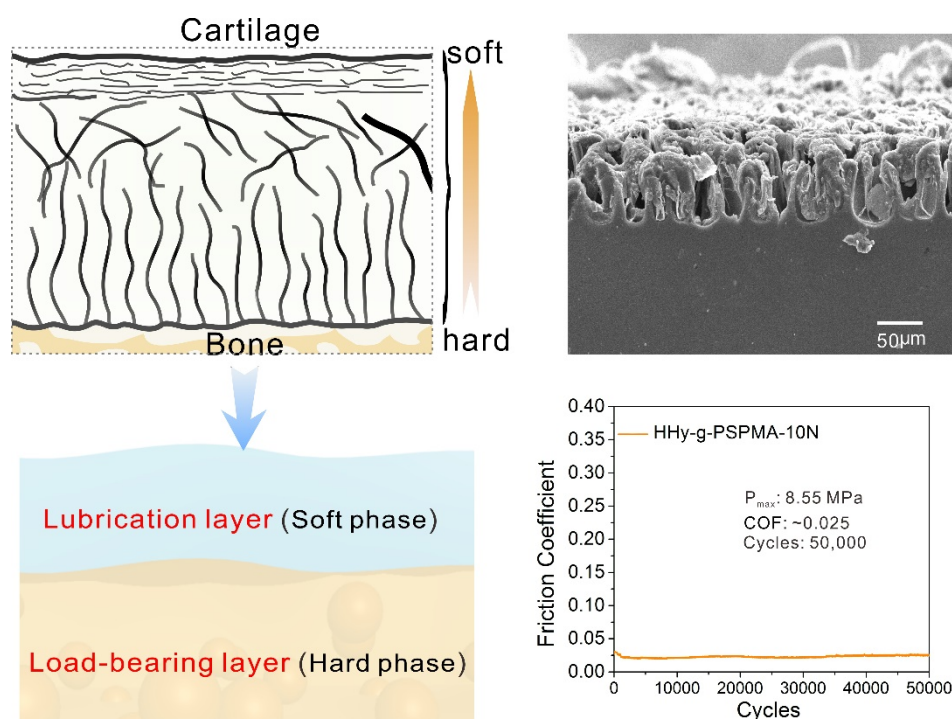 Cartilage
soft
hard
Bone
50μm
Lubrication layer (Soft phase)
Load-bearing layer (Hard phase)
0.40
0.35
0.30
0.25
0.20
0.15
0.10
0.05
0.00
Friction Coefficient
HHy-g-PSPMA-10N
Pmax: 8.55 MPa
COF: ~0.025
Cycles: 50,000
0 10000 20000 30000 40000 50000
Cycles